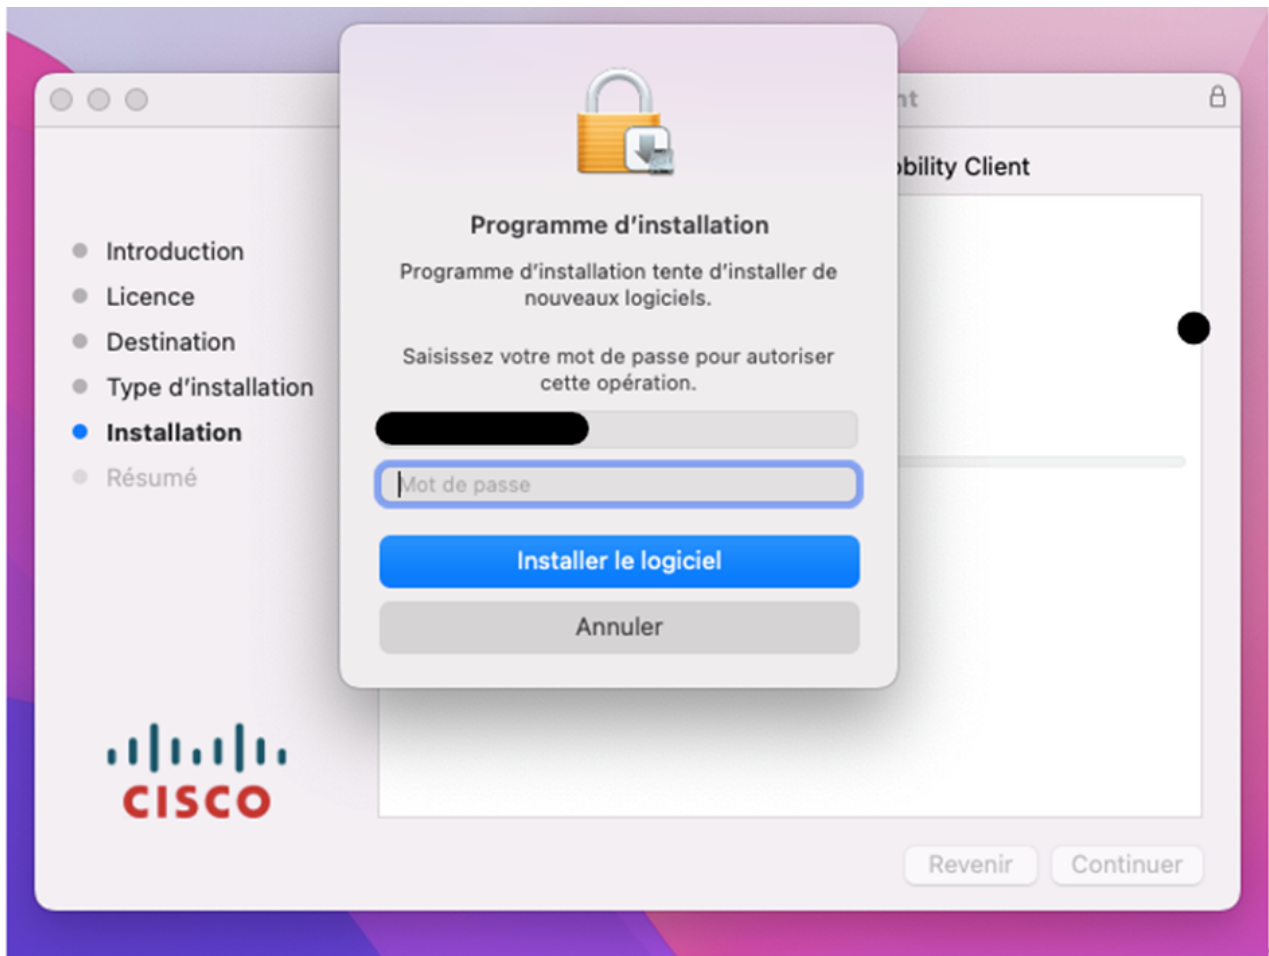 nt
obility Client
Introduction
Licence
Destination
Type d’installation
Installation
Résumé
CISCO
Programme d’installation
Programme d’installation tente d’installer de
nouveaux logiciels.
Saisissez votre mot de passe pour autoriser
cette opération.
Mot de passe
Installer le logiciel
Annuler
Revenir
Continuer